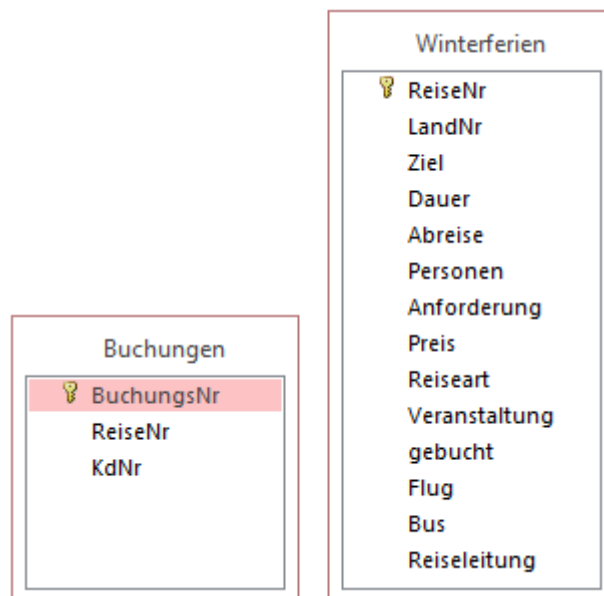 Buchungen
BuchungsNr
ReiseNr
KdNr
Winterferien
ReiseNr
LandNr
Ziel
Dauer
Abreise
Personen
Anforderung
Preis
Reiseart
Veranstaltung
gebucht
Flug
Bus
Reiseleitung